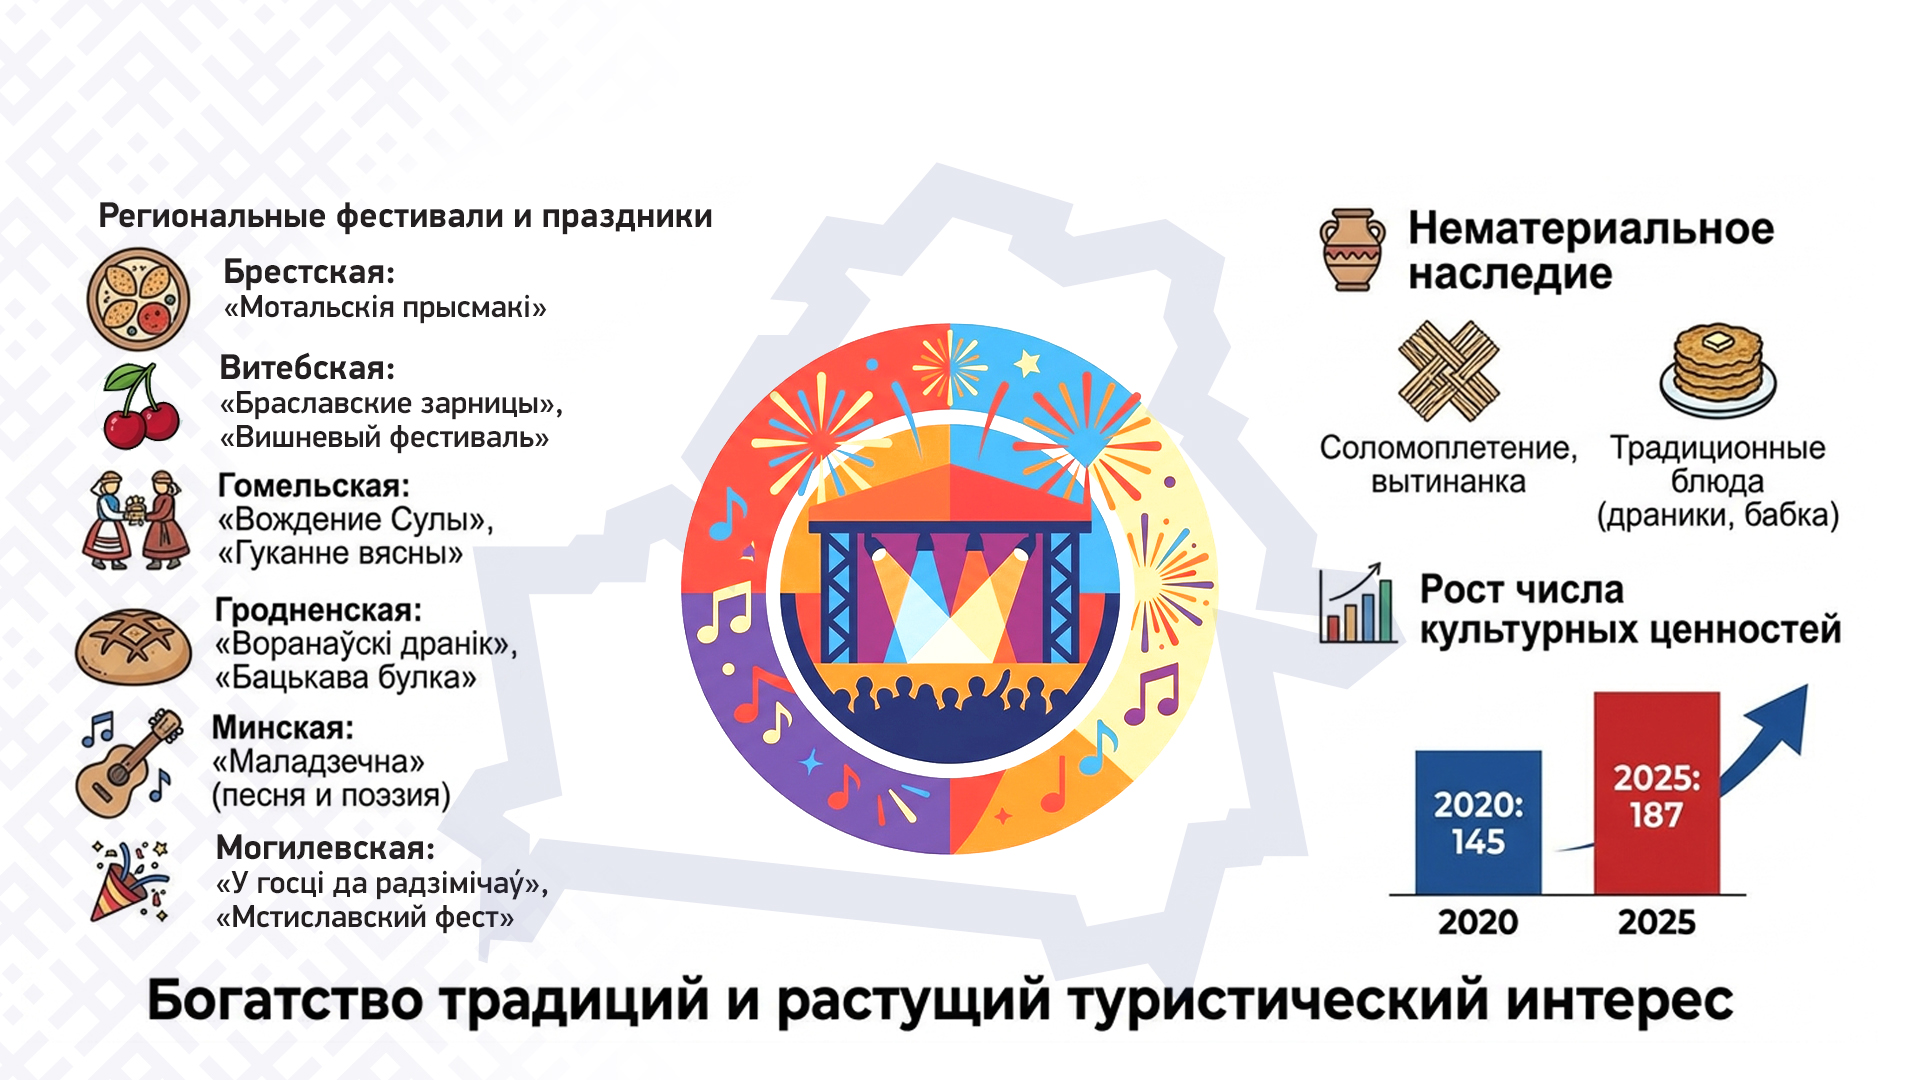 Региональные фестивали и праздники
Брестская:
«Мотальскія прысмакі»
Витебская:
«Браславские зарницы»,
«Вишневый фестиваль»
Гомельская:
«Вождение Сулы»,
«Гуканне вясны»
Гродненская:
«Воранаўскі дранік»,
«Бацькава булка»
Минская:
«Маладзечна»
(песня и поэзия)
Могилевская:
«У госці да радзімічаў»,
«Мстиславский фест»
Нематериальное
наследие
Соломоплетение,
вытинанка
Традиционные
блюда
(драники, бабка)
Рост числа
культурных ценностей
2020:
145
2025:
187
2020
2025
Богатство традиций и растущий туристический интерес